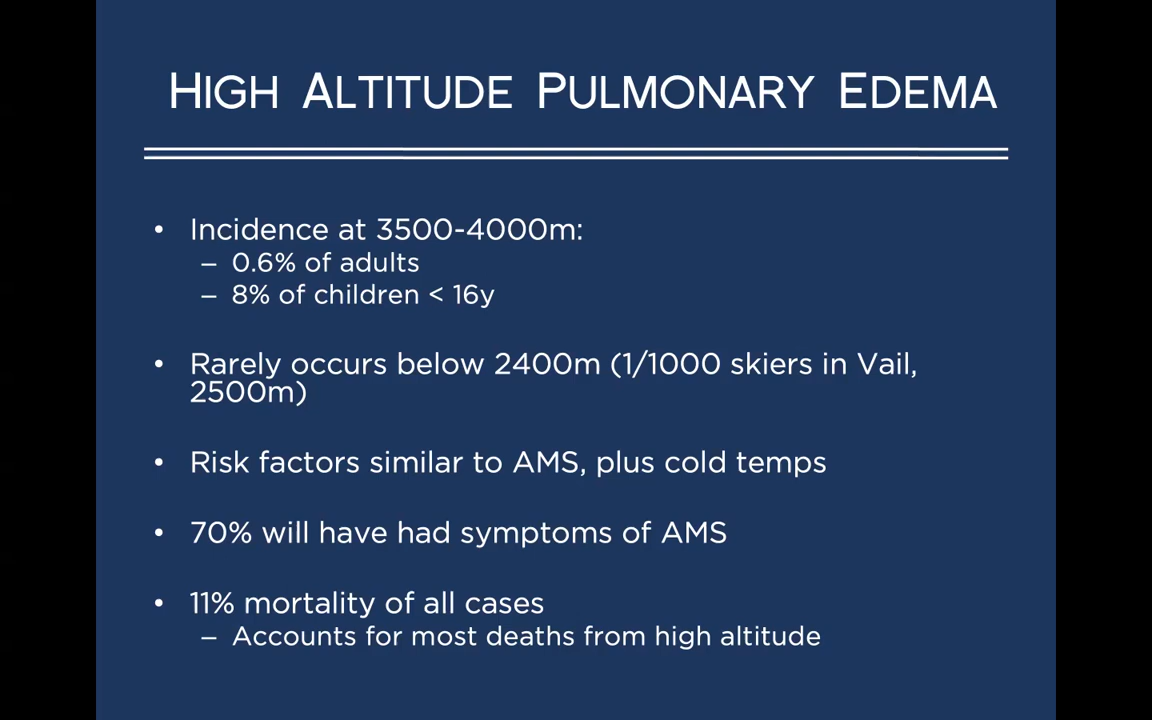 HIGH ALTITUDE PULMONARY EDEMA
• Incidence at 3500-4000m:
– 0.6% of adults
– 8% of children < 16y
• Rarely occurs below 2400m (1/1000 skiers in Vail,
2500m)
• Risk factors similar to AMS, plus cold temps
• 70% will have had symptoms of AMS
• 11% mortality of all cases
– Accounts for most deaths from high altitude